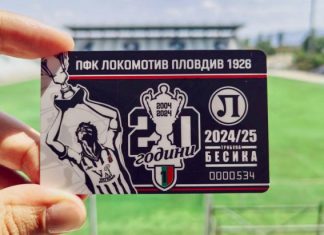 ПФК ЛОКОМОТИВ ПЛОВДИВ 1926
2004
2024
20
ГОДИНИ
Л
2024/25
ТРИБУНА
БЕСИКА
0000534